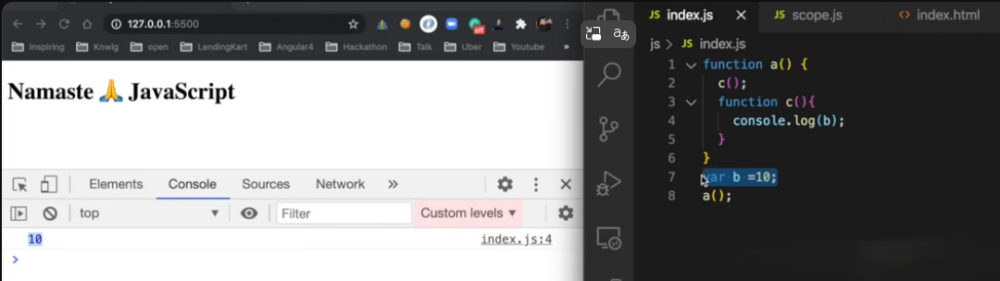 127.0.0.1:5500
Inspiring Knwlg open LendingKart Angular4 Hackathon Talk Uber Youtube »
off
Namaste 🙏 JavaScript
Elements Console Sources Network »
top Filter Custom levels
10 index.js:4
>
JS index.js JS scope.js <> index.html
js > JS index.js
1 function a() {
2 c();
3 function c(){
4 console.log(b);
5 }
6 }
7 var b =10;
8 a();